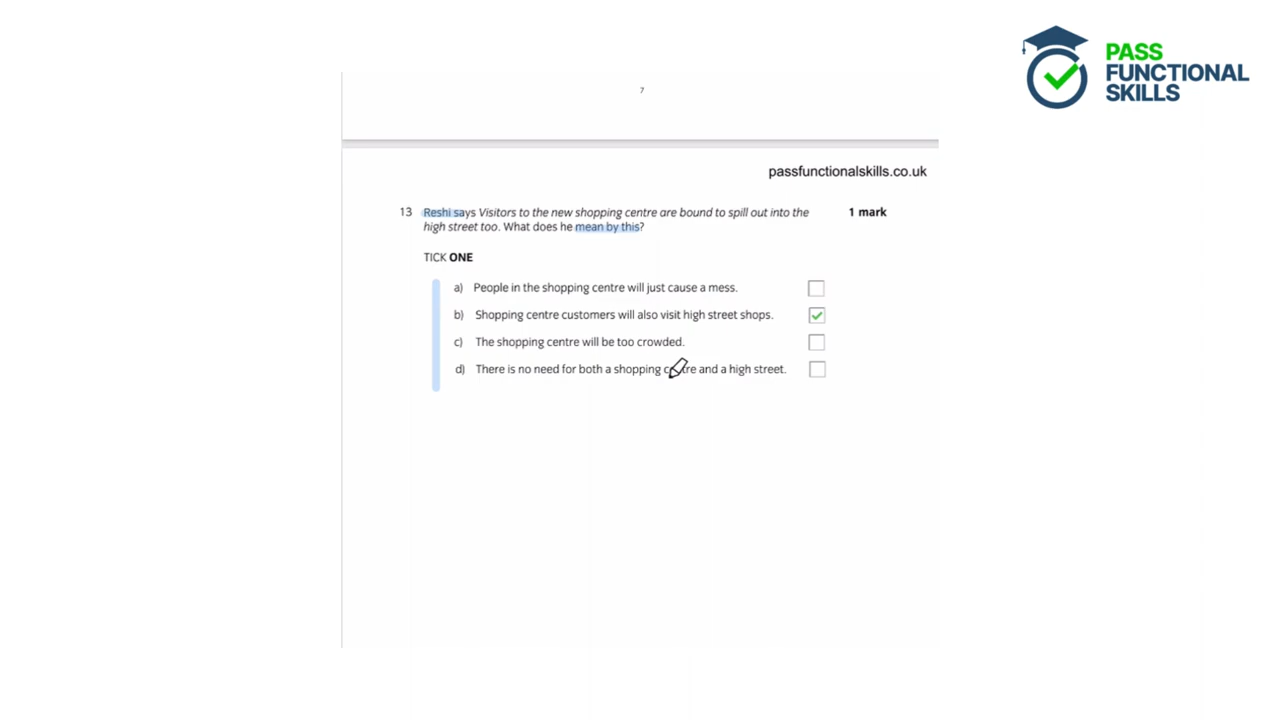 PASS
FUNCTIONAL
SKILLS
7
passfunctionalskills.co.uk
13 Reshi says Visitors to the new shopping centre are bound to spill out into the 1 mark
high street too. What does he mean by this?
TICK ONE
a) People in the shopping centre will just cause a mess.
b) Shopping centre customers will also visit high street shops.
c) The shopping centre will be too crowded.
d) There is no need for both a shopping centre and a high street.